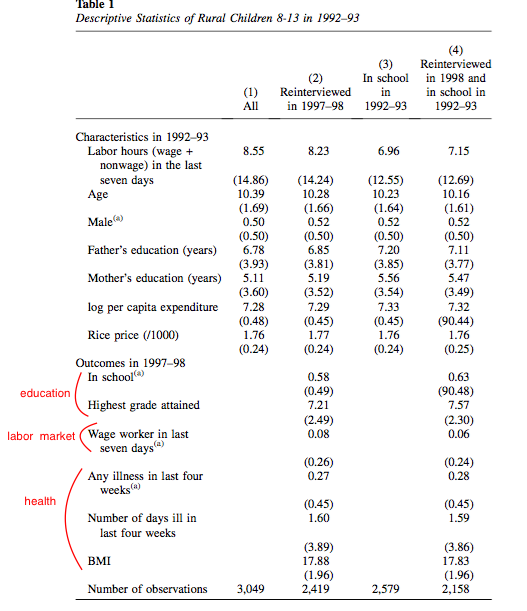 Table 1
Descriptive Statistics of Rural Children 8-13 in 1992–93
(4)
(3) Reinterviewed
(2) In school in 1998 and
(1) Reinterviewed in in school in
All in 1997–98 1992–93 1992–93
Characteristics in 1992–93
Labor hours (wage + 8.55 8.23 6.96 7.15
nonwage) in the last
seven days (14.86) (14.24) (12.55) (12.69)
Age 10.39 10.28 10.23 10.16
(1.69) (1.66) (1.64) (1.61)
Male(a) 0.50 0.52 0.52 0.52
(0.50) (0.50) (0.50) (0.50)
Father's education (years) 6.78 6.85 7.20 7.11
(3.93) (3.81) (3.85) (3.77)
Mother's education (years) 5.11 5.19 5.56 5.47
(3.60) (3.52) (3.54) (3.49)
log per capita expenditure 7.28 7.29 7.33 7.32
(0.48) (0.45) (0.45) (90.44)
Rice price (/1000) 1.76 1.77 1.76 1.76
(0.24) (0.24) (0.24) (0.25)
Outcomes in 1997–98
In school(a) 0.58 0.63
education (0.49) (90.48)
Highest grade attained 7.21 7.57
(2.49) (2.30)
labor market Wage worker in last 0.08 0.06
seven days(a)
(0.26) (0.24)
Any illness in last four 0.27 0.28
weeks(a)
health (0.45) (0.45)
Number of days ill in 1.60 1.59
last four weeks
(3.89) (3.86)
BMI 17.88 17.83
(1.96) (1.96)
Number of observations 3,049 2,419 2,579 2,158